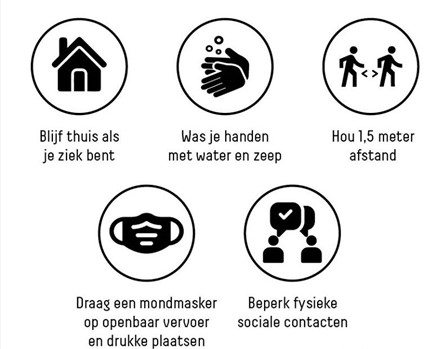 Blijf thuis als
je ziek bent
Was je handen
met water en zeep
Hou 1,5 meter
afstand
Draag een mondmasker
op openbaar vervoer
en drukke plaatsen
Beperk fysieke
sociale contacten